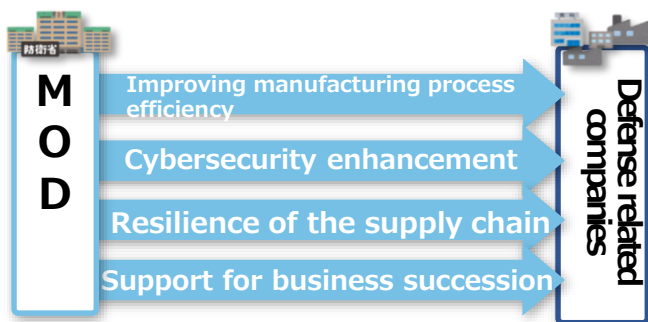 防衛省
MOD
Improving manufacturing process
efficiency
Cybersecurity enhancement
Resilience of the supply chain
Support for business succession
Defense related
companies